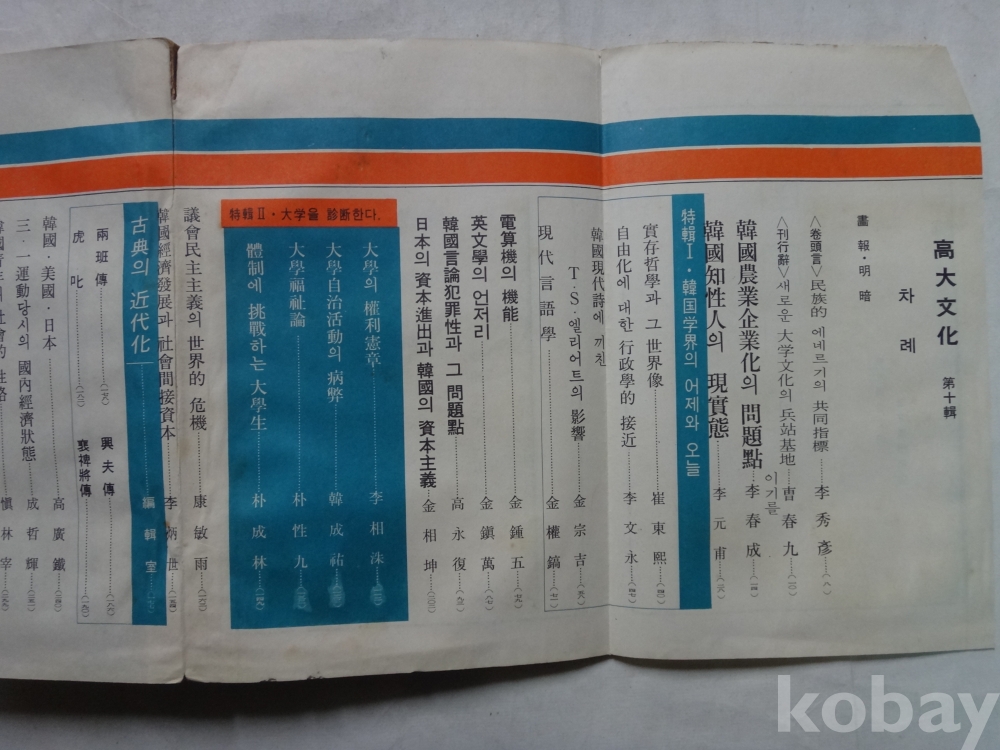 高大文化 第十輯
차례
畫報·明暗
〈卷頭言〉民族的 에네르기의 共同指標 李秀彥〈八〉
〈刊行辭〉새로운 大学文化의 兵站基地 이기를 曺春九〈一〇〉
韓國農業企業化의 問題點 李春成
韓國知性人의 現實態 李元甫
特輯Ⅰ·韓国学界의 어제와 오늘
實存哲學과 그 世界像 崔東熙
自由化에 대한 行政學的 接近 李文永
韓國現代詩에 끼친
T·S·엘리어트의 影響 金宗吉
現代言語學 金權鎬
電算機의 機能 金鍾五
英文學의 언저리 金鎭萬
韓國言論犯罪性과 그 問題點 高永復
日本의 資本進出과 韓國의 資本主義 金相坤
特輯Ⅱ·大学을 診断한다.
大學의 權利憲章 李相洙
大學自治活動의 病弊 韓成祐
大學福祉論 朴性九
體制에 挑戰하는 大學生 朴成林
議會民主主義의 世界的 危機 康敏雨
韓國經濟發展과 社會間接資本 李炳世
古典의 近代化 編輯室
兩班傳
興夫傳
虎叱
裵裨將傳
韓國·美國·日本 高廣鐵
三·一運動당시의 國內經濟狀態 成哲輝
愼林宰
kobay